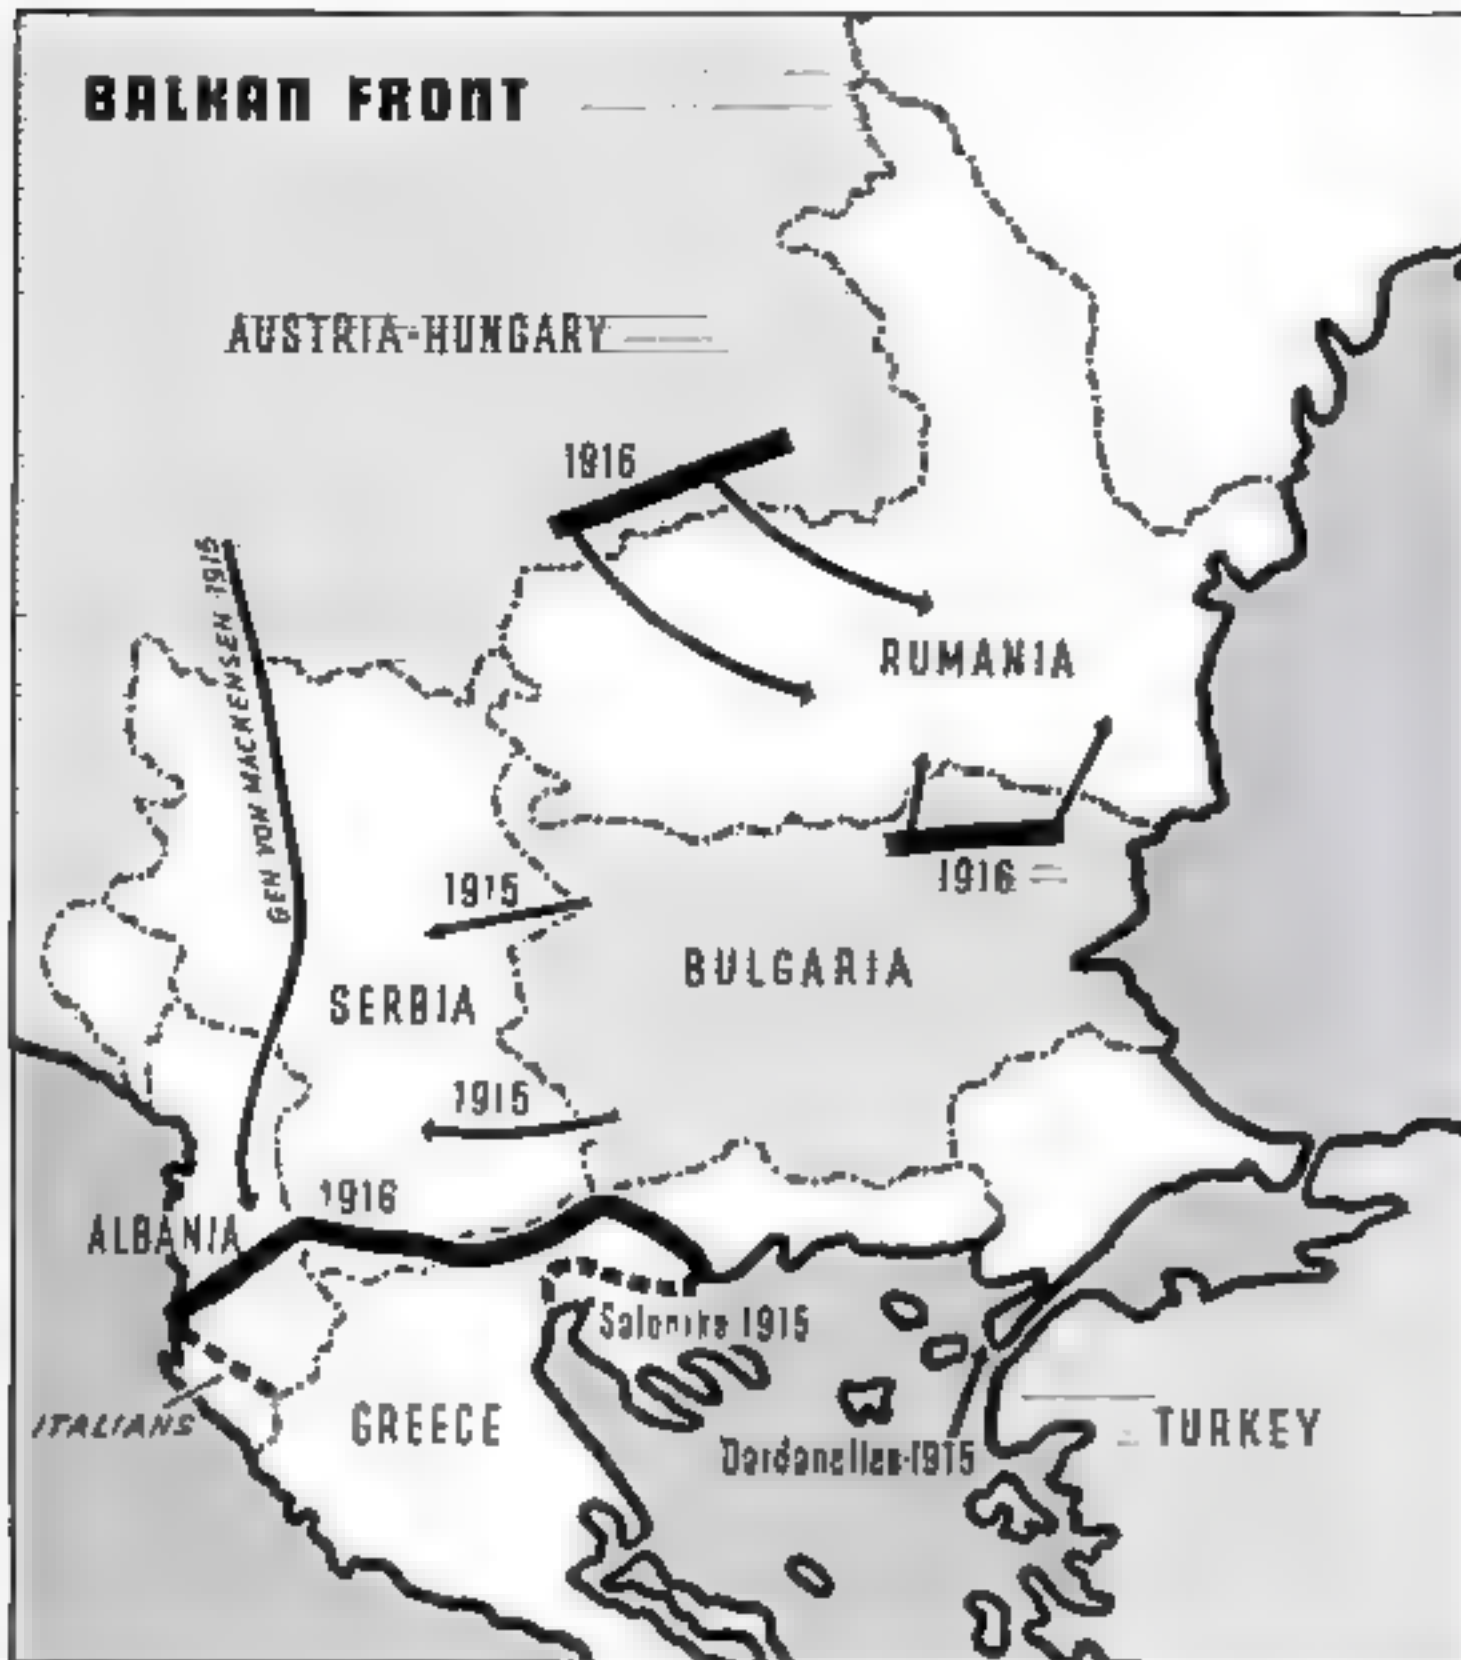 BALKAN FRONT
AUSTRIA-HUNGARY
1916
GEN VON MACKENSEN 1915
RUMANIA
1915
1916
BULGARIA
SERBIA
1915
1916
ALBANIA
Salonika 1915
ITALIANS
GREECE
Dardanelles-1915
TURKEY